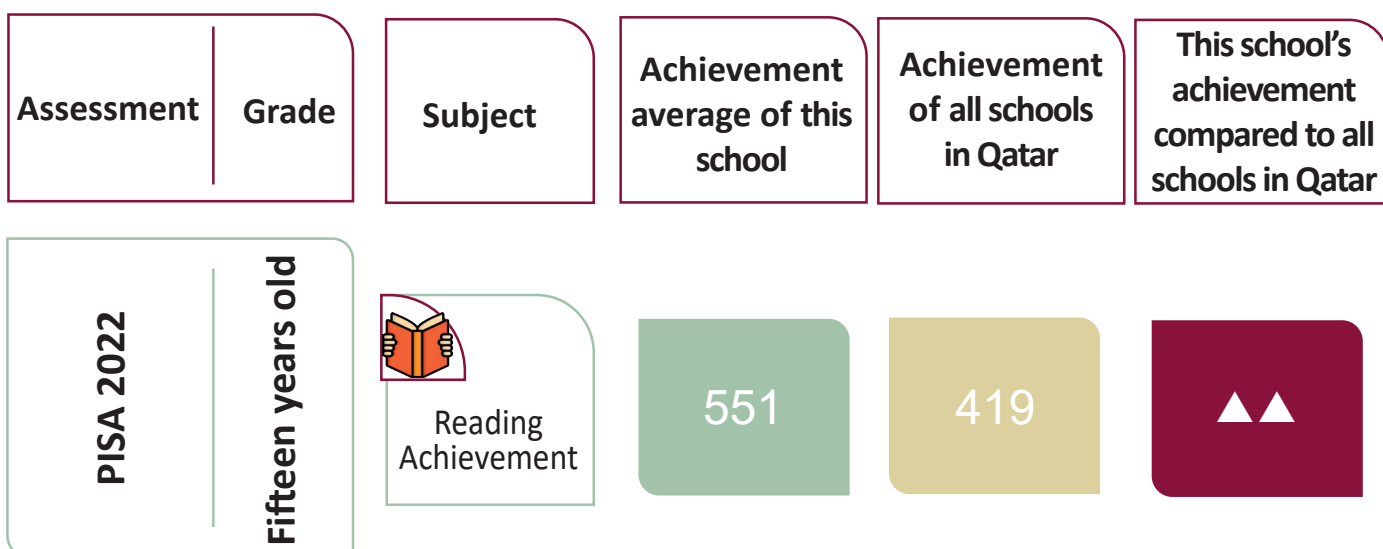 Assessment
Grade
Subject
Achievement
average of this
school
Achievement
of all schools
in Qatar
This school's
achievement
compared to all
schools in Qatar
PISA 2022
Fifteen years old
Reading
Achievement
551
419
▲▲